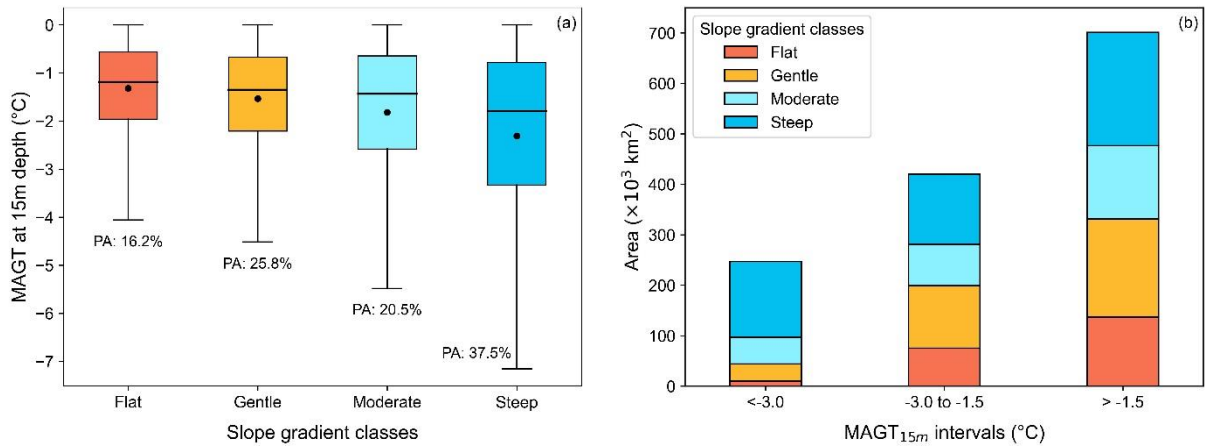 (a)
MAGT at 15m depth (°C)
0
−1
−2
−3
−4
−5
−6
−7
PA: 16.2%
PA: 25.8%
PA: 20.5%
PA: 37.5%
Flat
Gentle
Moderate
Steep
Slope gradient classes
(b)
Slope gradient classes
Flat
Gentle
Moderate
Steep
Area (×10³ km²)
700
600
500
400
300
200
100
0
<-3.0
-3.0 to -1.5
> -1.5
MAGT₁₅ₘ intervals (°C)